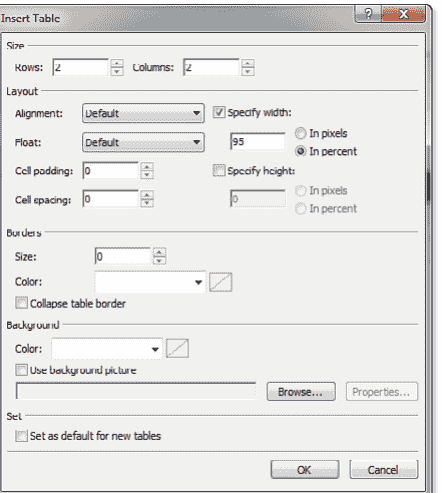 Insert Table
Size
Rows: 2 Columns: 2
Layout
Alignment: Default Specify width:
Float: Default 95 In pixels
In percent
Cell padding: 0 Specify height:
Cell spacing: 0 0 In pixels
In percent
Borders
Size: 0
Color:
Collapse table border
Background
Color:
Use background picture
Browse... Properties...
Set
Set as default for new tables
OK Cancel